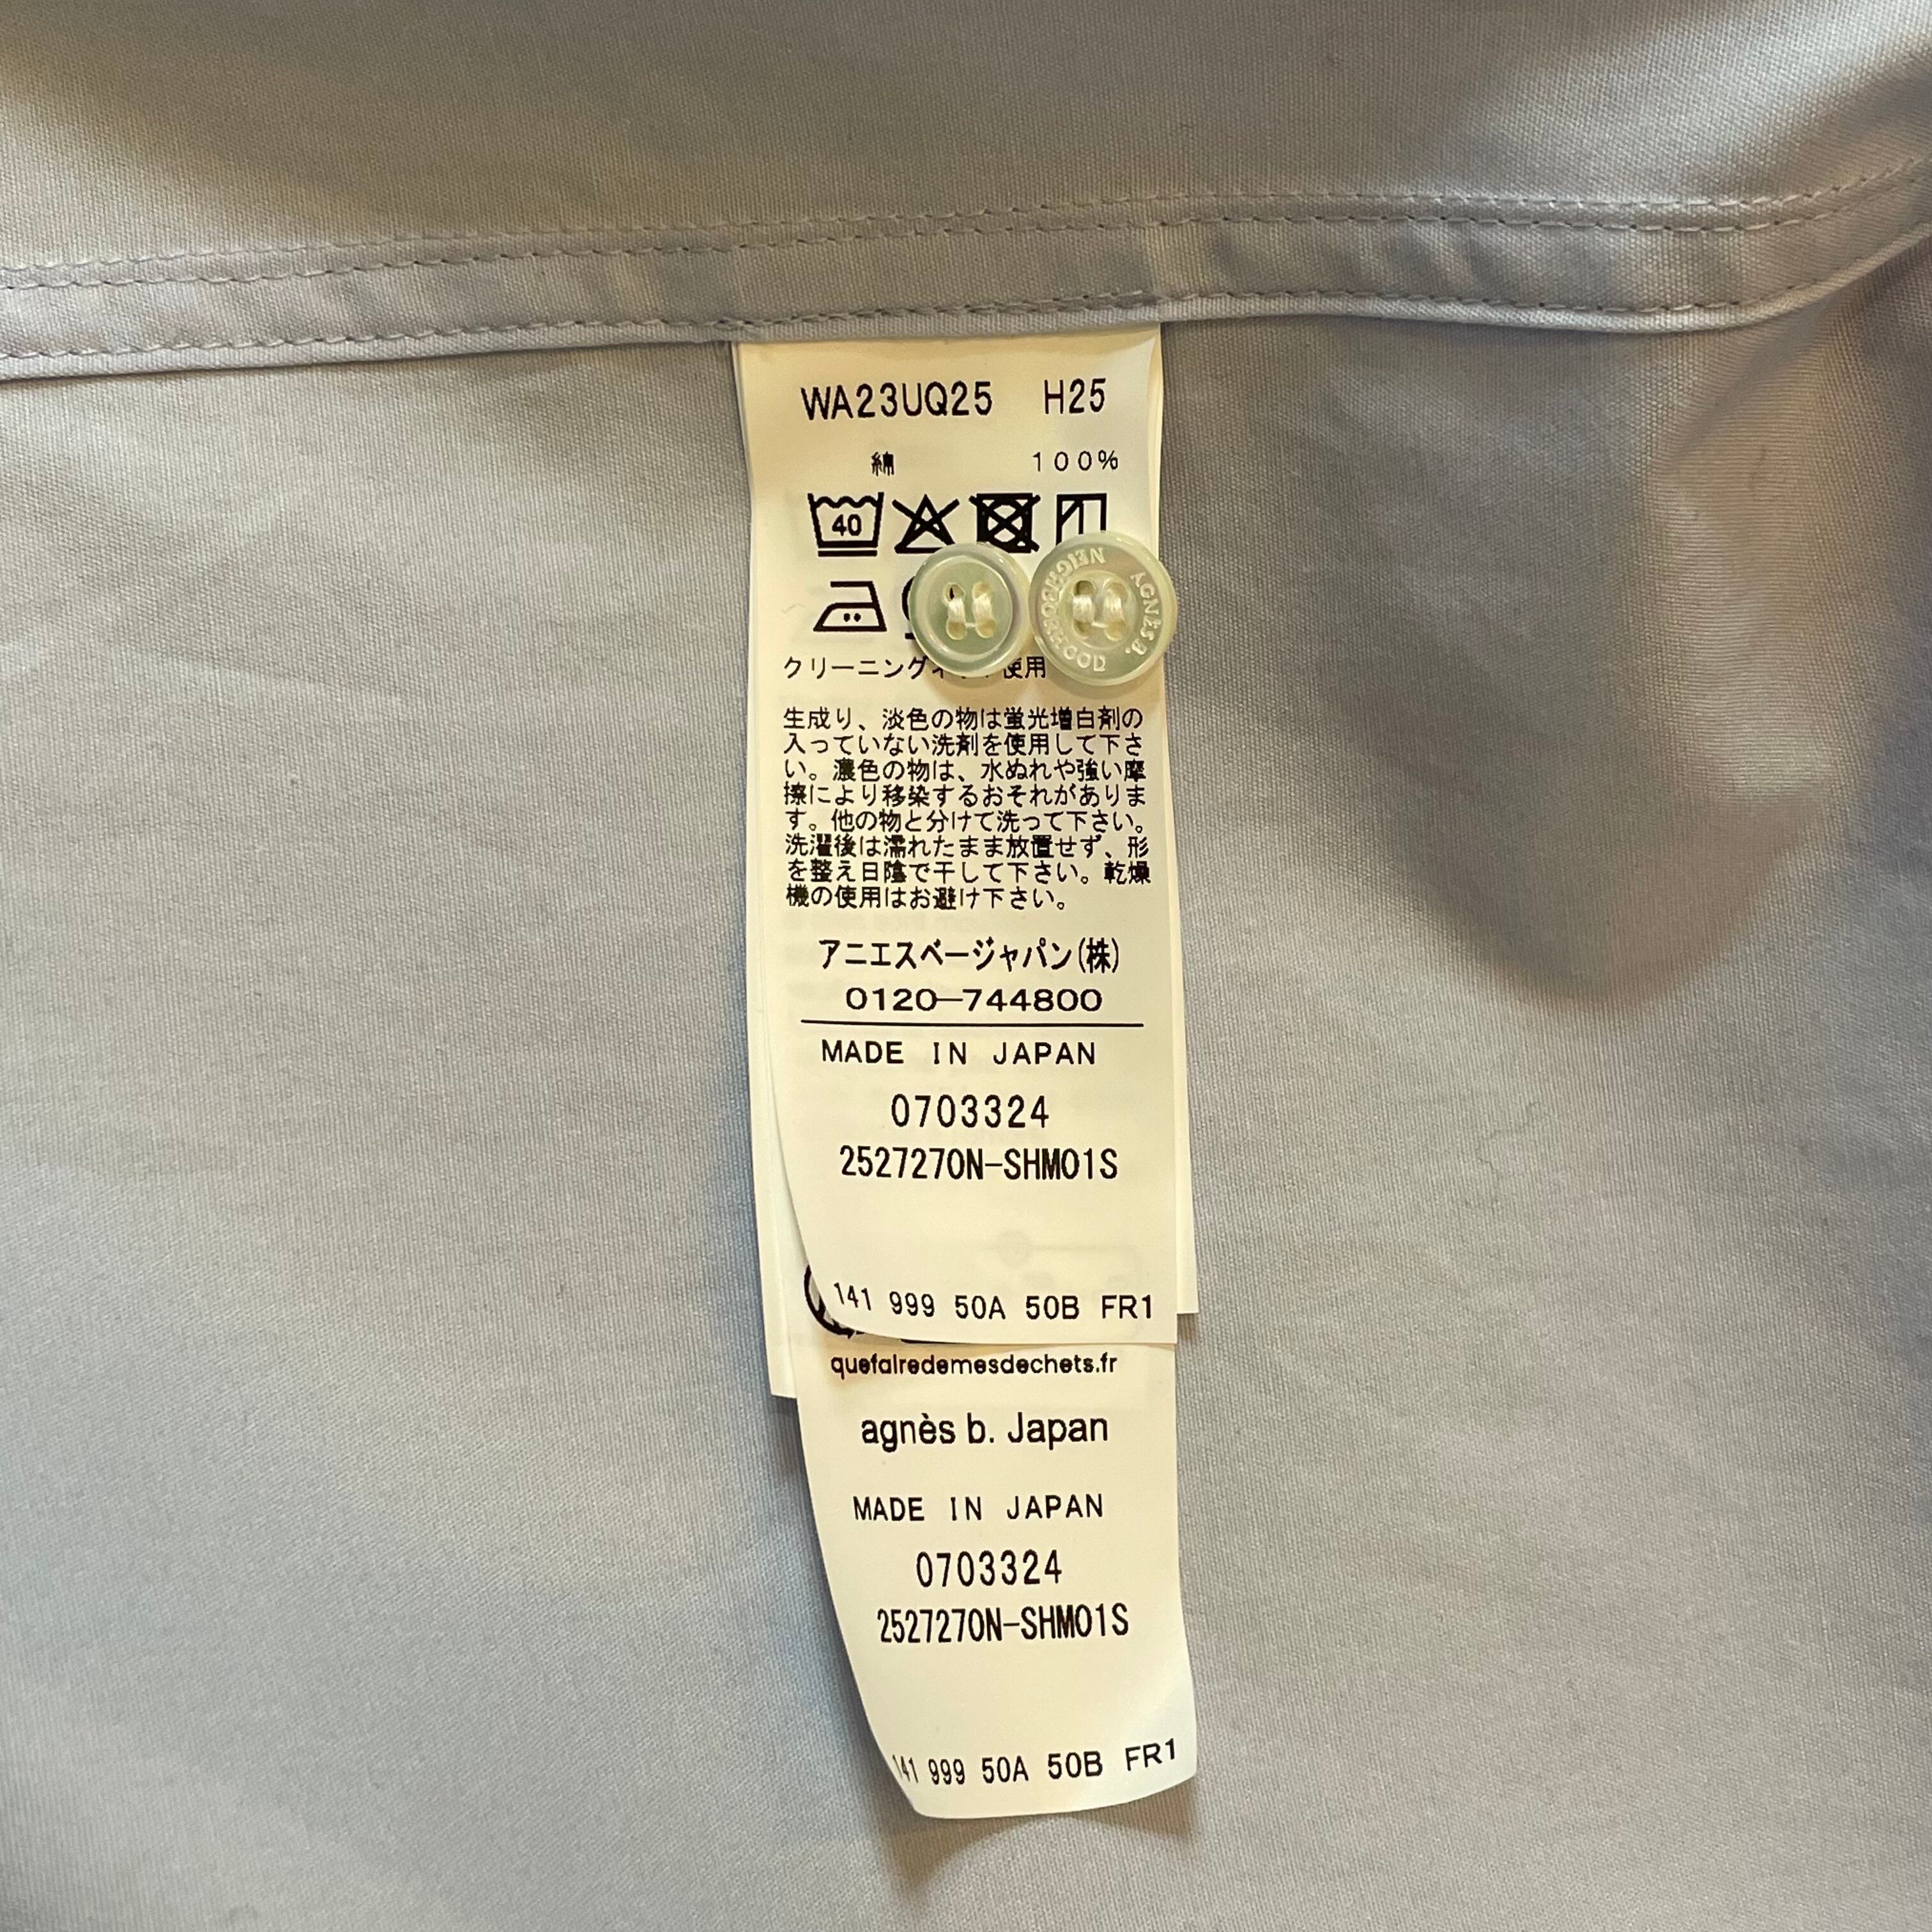 WA23UQ25 H25
綿 100%
40
AGNÈS B.
NEIGHBORHOOD
クリーニング 使用
生成り、淡色の物は蛍光増白剤の
入っていない洗剤を使用して下さ
い。濃色の物は、水ぬれや強い摩
擦により移染するおそれがありま
す。他の物と分けて洗って下さい。
洗濯後は濡れたまま放置せず、形
を整え日陰で干して下さい。乾燥
機の使用はお避け下さい。
アニエスベージャパン(株)
0120-744800
MADE IN JAPAN
0703324
2527270N-SHM01S
141 999 50A 50B FR1
quefairedemesdechets.fr
agnès b. Japan
MADE IN JAPAN
0703324
2527270N-SHM01S
141 999 50A 50B FR1